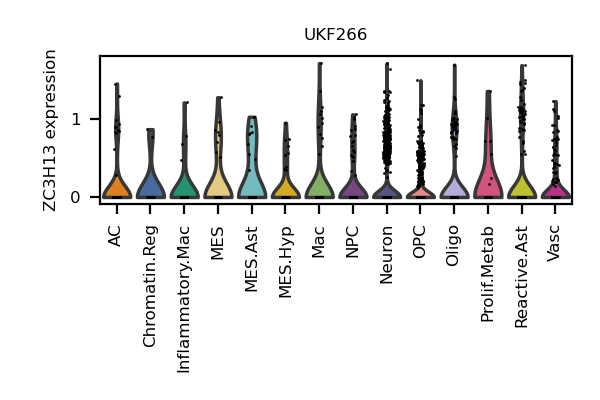 UKF266
ZC3H13 expression
1
0
AC
Chromatin.Reg
Inflammatory.Mac
MES
MES.Ast
MES.Hyp
Mac
NPC
Neuron
OPC
Oligo
Prolif.Metab
Reactive.Ast
Vasc